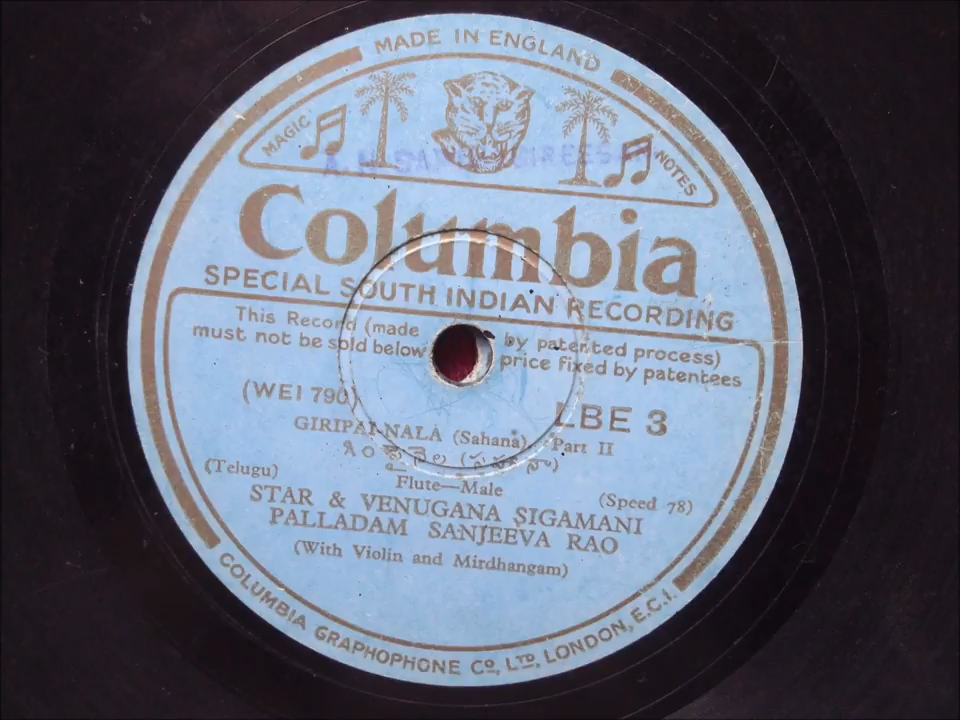 MADE IN ENGLAND
MAGIC
NOTES
Columbia
SPECIAL SOUTH INDIAN RECORDING
This Record (made by patented process)
must not be sold below price fixed by patentees
(WEI 790)
LBE 3
GIRIPAI NALA (Sahana), Part II
(Telugu)
Flute—Male
(Speed 78)
STAR & VENUGANA SIGAMANI
PALLADAM SANJEEVA RAO
(With Violin and Mirdhangam)
COLUMBIA GRAPHOPHONE Co, LTD, LONDON, E.C.1.